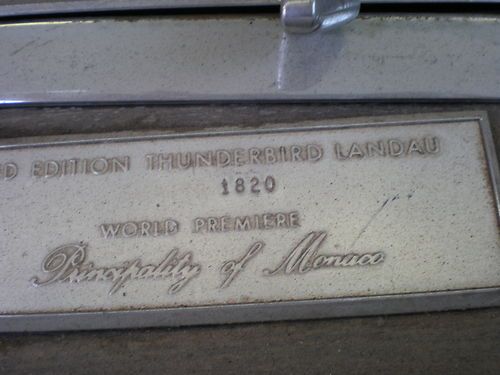 D EDITION THUNDERBIRD LANDAU
1820
WORLD PREMIERE
Principality of Monaco